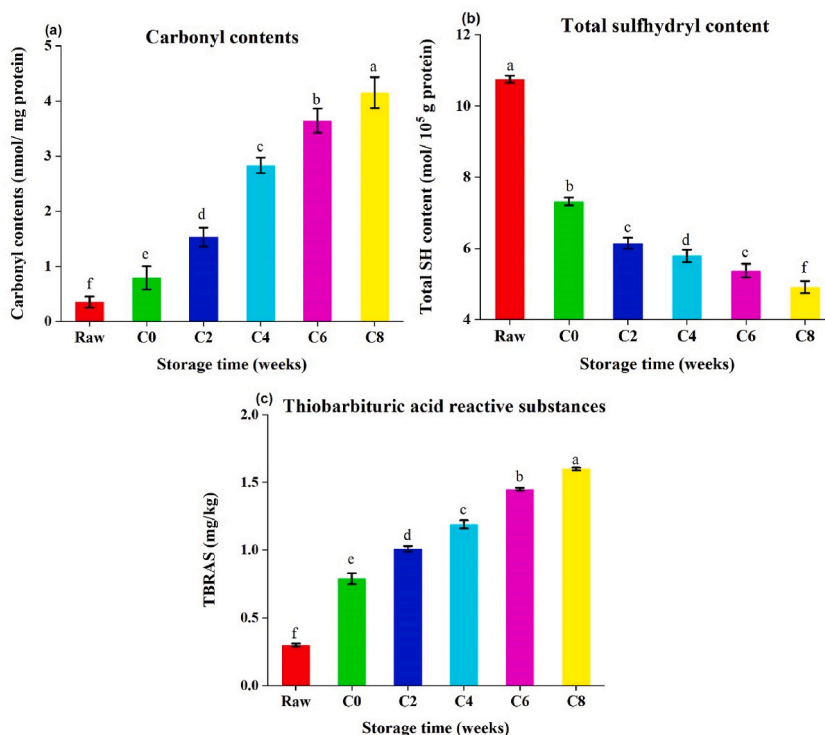 (a) Carbonyl contents
Carbonyl contents (nmol/ mg protein)
5
4
3
2
1
0
f
e
d
c
b
a
Raw C0 C2 C4 C6 C8
Storage time (weeks)
(b) Total sulfhydryl content
Total SH content (mol/ 10⁵ g protein)
12
10
8
6
4
a
b
c
d
c
f
Raw C0 C2 C4 C6 C8
Storage time (weeks)
(c) Thiobarbituric acid reactive substances
TBRAS (mg/kg)
2.0
1.5
1.0
0.5
0.0
f
e
d
c
b
a
Raw C0 C2 C4 C6 C8
Storage time (weeks)